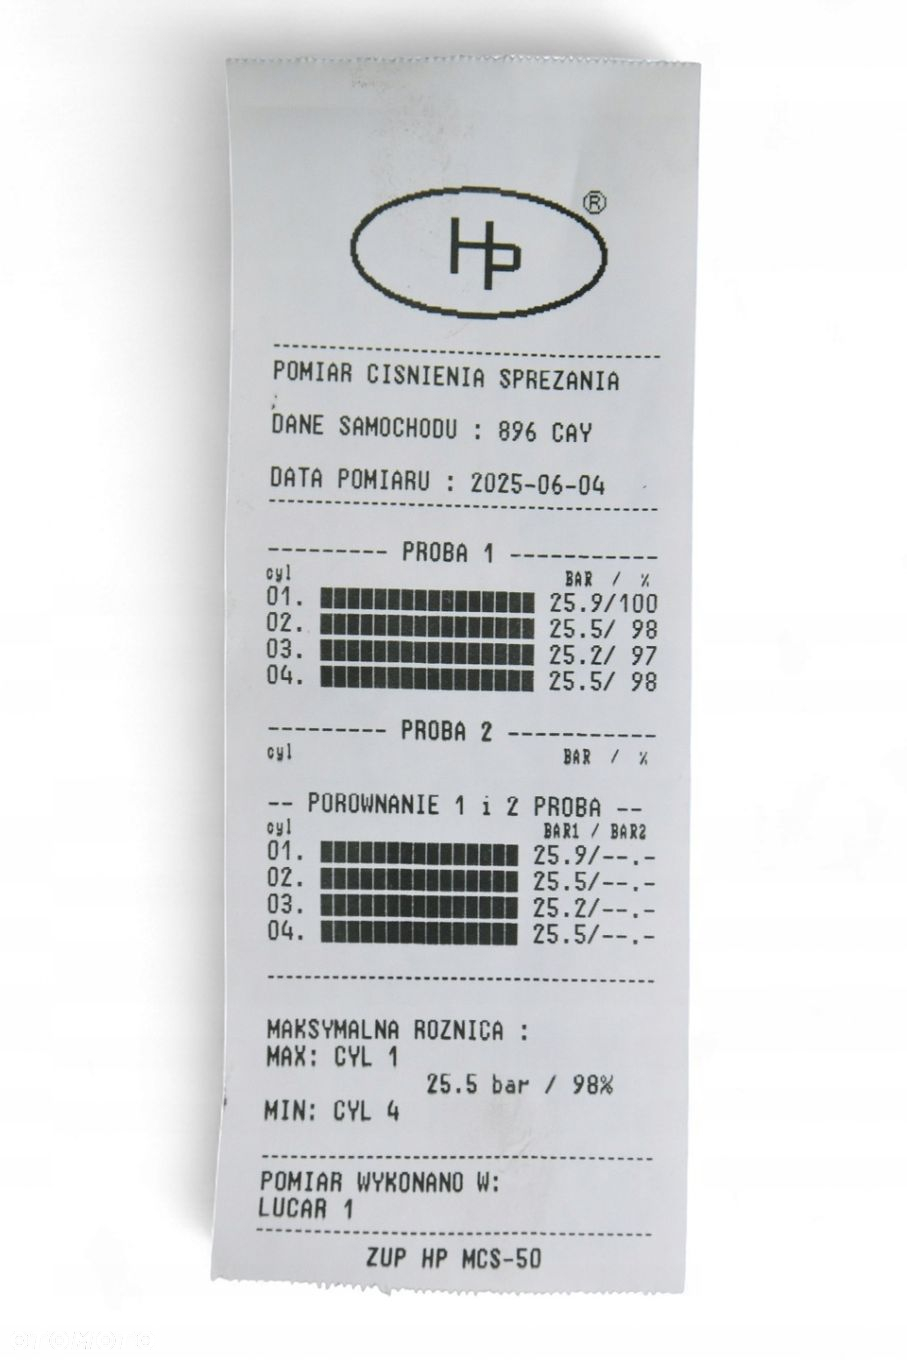 HP ®
POMIAR CISNIENIA SPREZANIA
DANE SAMOCHODU : 896 CAY
DATA POMIARU : 2025-06-04
--------- PROBA 1 -----------
cyl BAR / %
01. 25.9/100
02. 25.5/ 98
03. 25.2/ 97
04. 25.5/ 98
--------- PROBA 2 -----------
cyl BAR / %
-- POROWNANIE 1 i 2 PROBA --
cyl BAR1 / BAR2
01. 25.9/--.-
02. 25.5/--.-
03. 25.2/--.-
04. 25.5/--.-
MAKSYMALNA ROZNICA :
MAX: CYL 1
25.5 bar / 98%
MIN: CYL 4
POMIAR WYKONANO W:
LUCAR 1
ZUP HP MCS-50